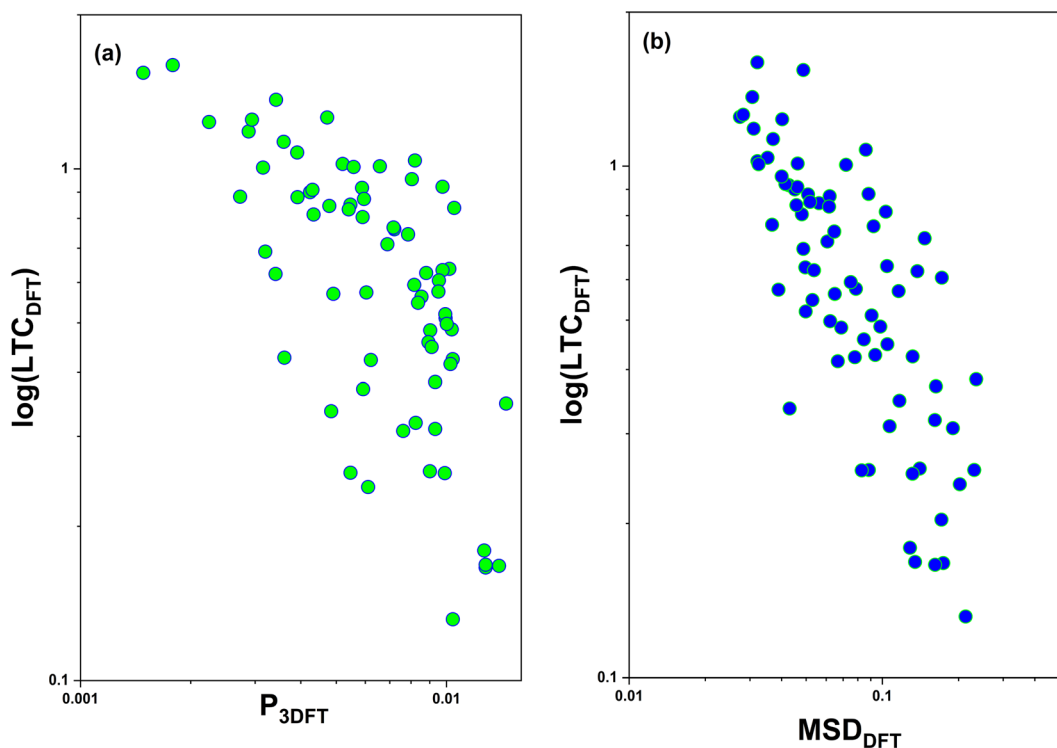 (a)
log(LTC_DFT)
1
0.1
0.001
0.01
P_3DFT
(b)
log(LTC_DFT)
1
0.1
0.01
0.1
MSD_DFT